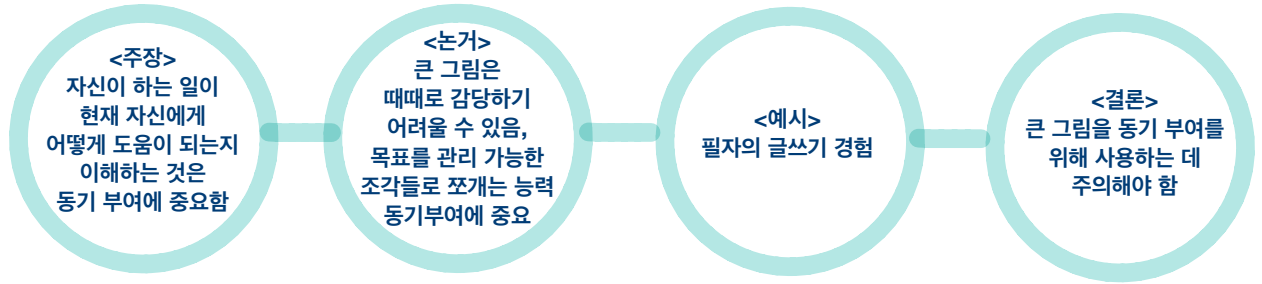 <주장>
자신이 하는 일이
현재 자신에게
어떻게 도움이 되는지
이해하는 것은
동기 부여에 중요함
<논거>
큰 그림은
때때로 감당하기
어려울 수 있음,
목표를 관리 가능한
조각들로 쪼개는 능력
동기부여에 중요
<예시>
필자의 글쓰기 경험
<결론>
큰 그림을 동기 부여를
위해 사용하는 데
주의해야 함